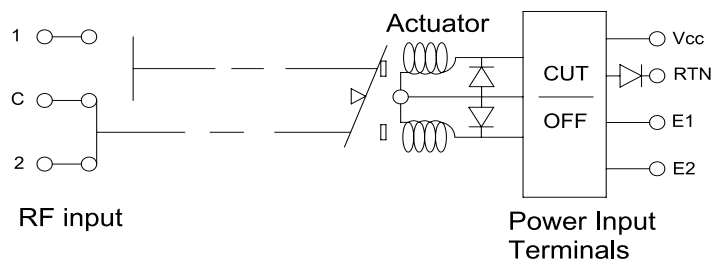 Actuator
1
C
2
RF input
CUT
OFF
Vcc
RTN
E1
E2
Power Input
Terminals